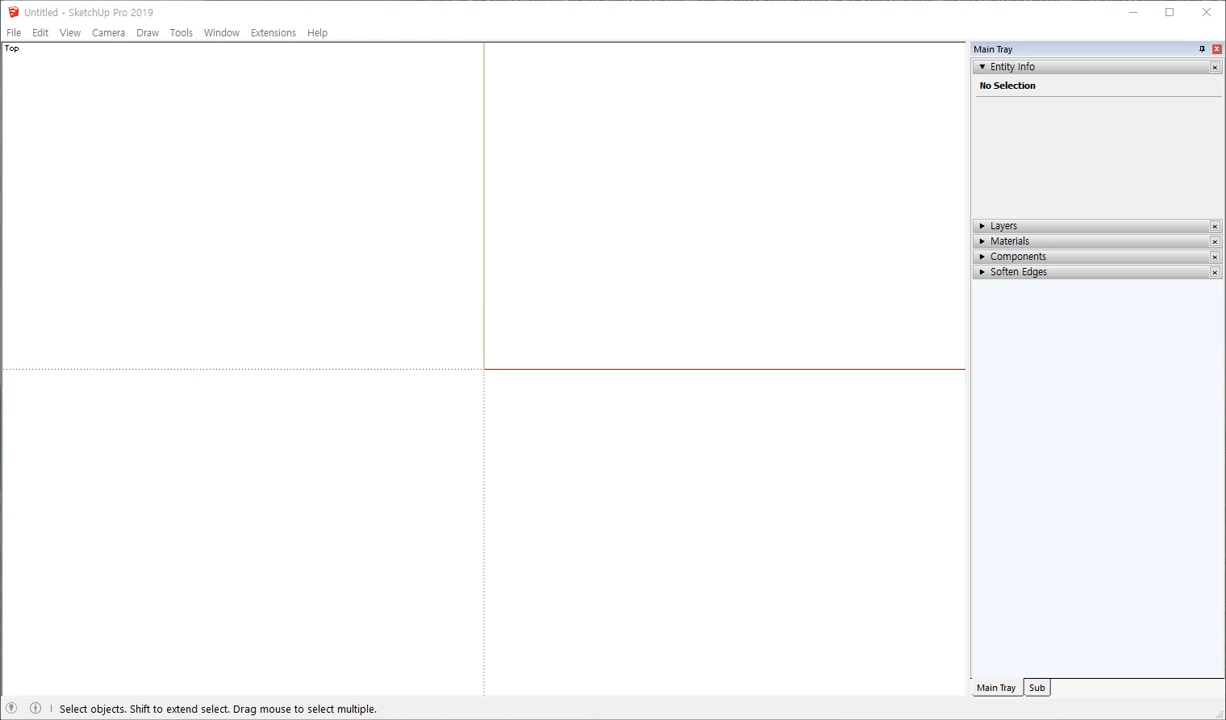 Untitled - SketchUp Pro 2019
File Edit View Camera Draw Tools Window Extensions Help
Top
Main Tray
Entity Info
No Selection
Layers
Materials
Components
Soften Edges
Main Tray Sub
Select objects. Shift to extend select. Drag mouse to select multiple.